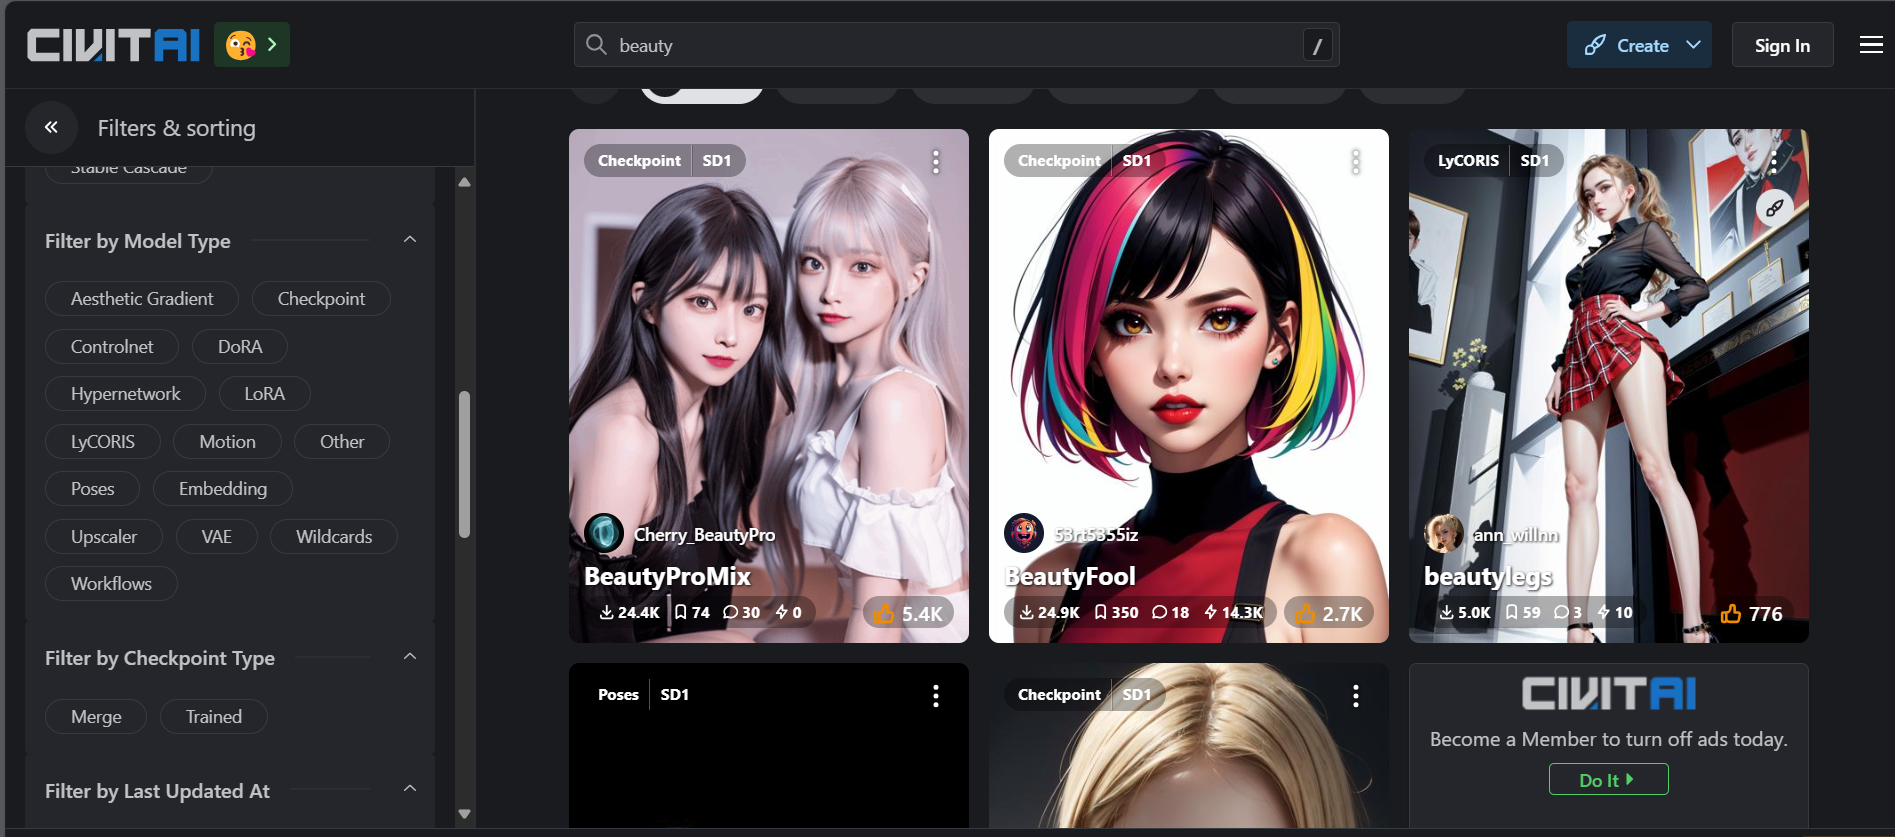 CIVITAI
beauty
/
Create
Sign In
Filters & sorting
Stable Cascade
Filter by Model Type
Aesthetic Gradient
Checkpoint
Controlnet
DoRA
Hypernetwork
LoRA
LyCORIS
Motion
Other
Poses
Embedding
Upscaler
VAE
Wildcards
Workflows
Filter by Checkpoint Type
Merge
Trained
Filter by Last Updated At
Checkpoint SD1
Cherry_BeautyPro
BeautyProMix
24.4K 74 30 0 5.4K
Checkpoint SD1
53rt5355iz
BeautyFool
24.9K 350 18 14.3K 2.7K
LyCORIS SD1
ann_willnn
beautylegs
5.0K 59 3 10 776
Poses SD1
Checkpoint SD1
CIVITAI
Become a Member to turn off ads today.
Do It